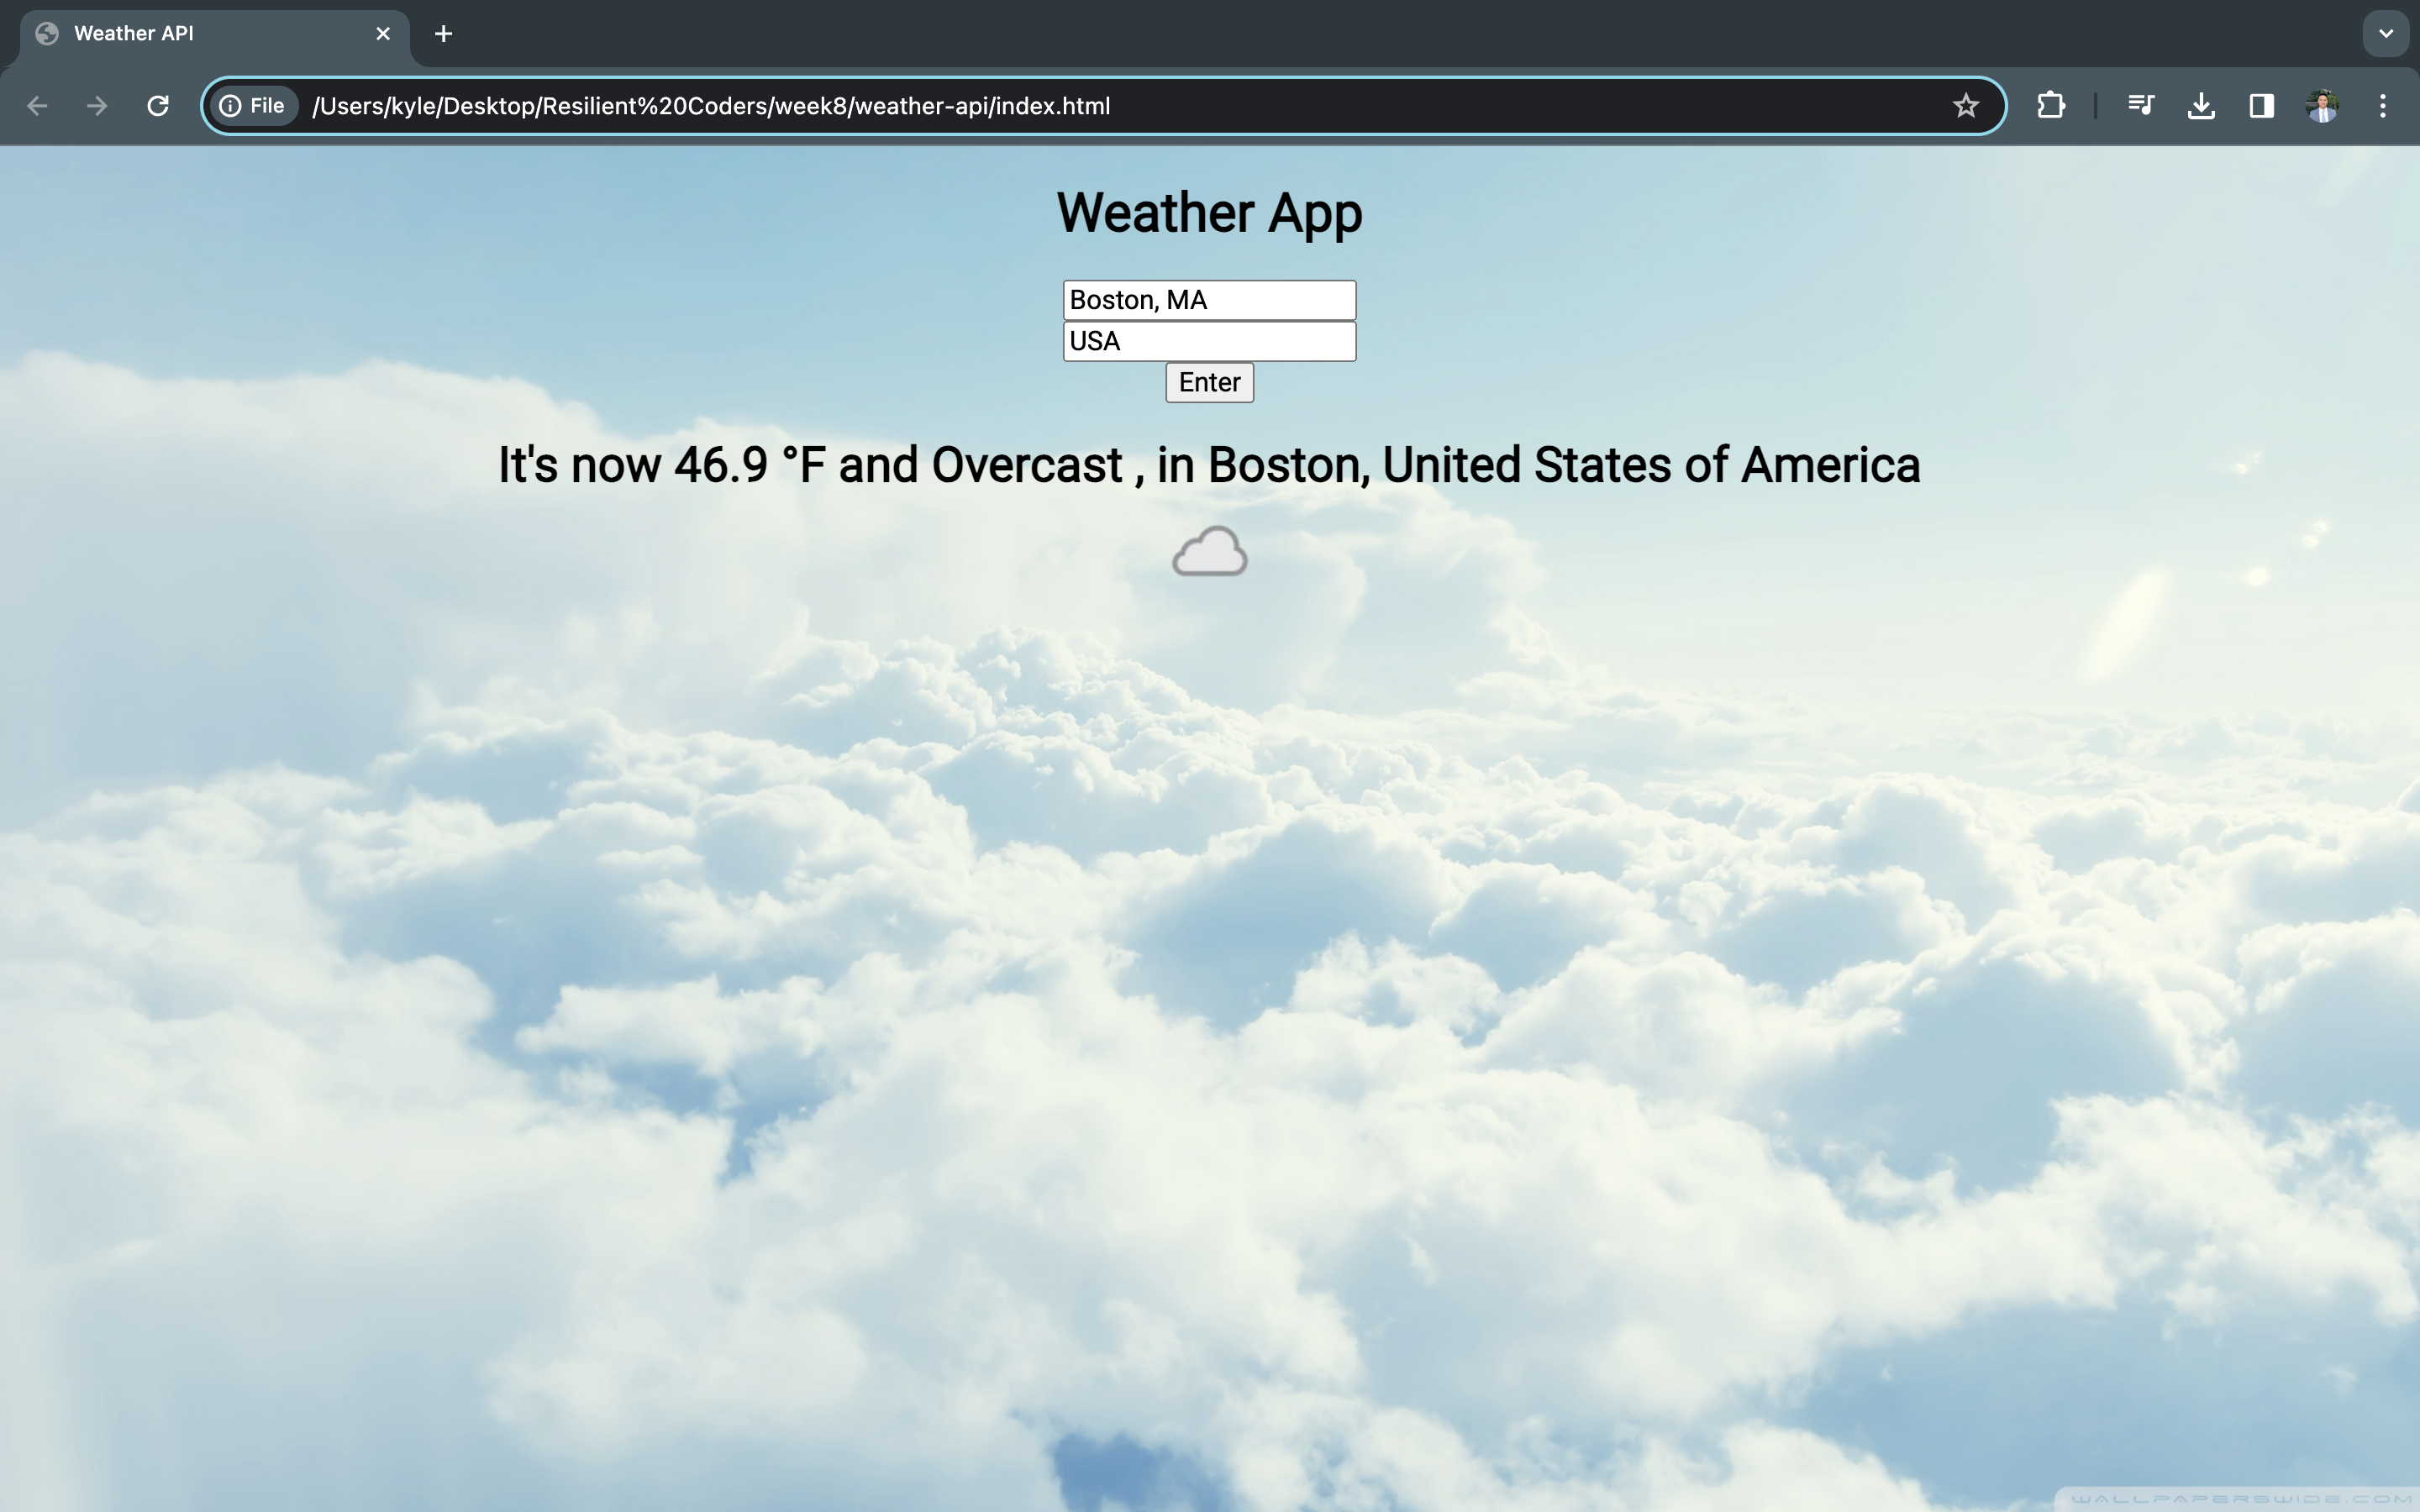 Weather API
File /Users/kyle/Desktop/Resilient%20Coders/week8/weather-api/index.html
Weather App
Boston, MA
USA
Enter
It's now 46.9 °F and Overcast , in Boston, United States of America
WALLPAPERSWIDE.COM